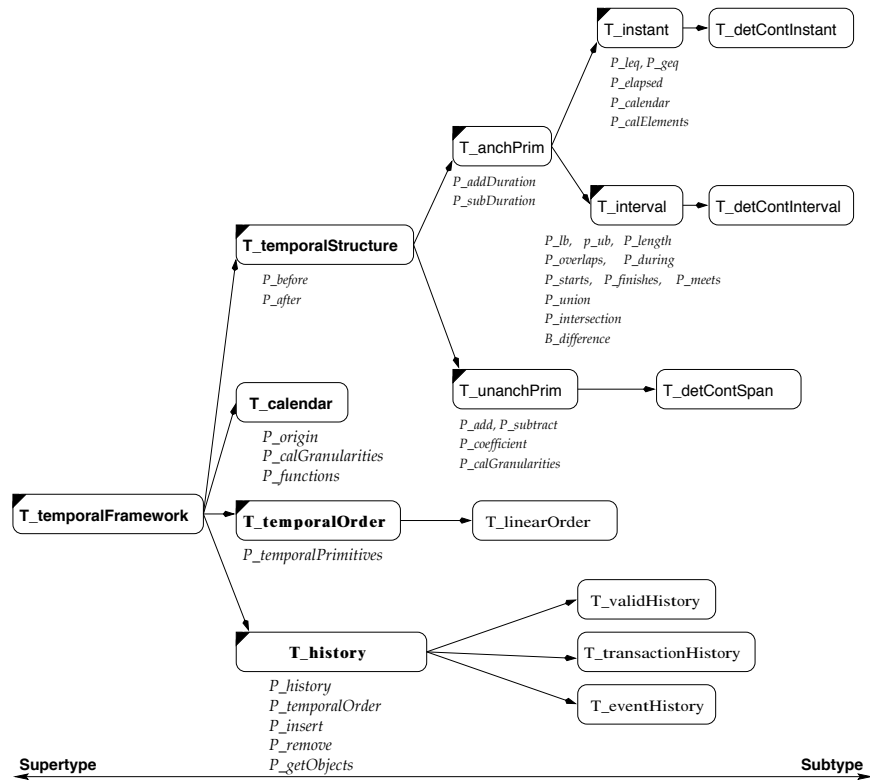 T_instant
T_detContInstant
P_leq, P_geq
P_elapsed
P_calendar
P_calElements
T_anchPrim
P_addDuration
P_subDuration
T_interval
T_detContInterval
P_lb, p_ub, P_length
P_overlaps, P_during
P_starts, P_finishes, P_meets
P_union
P_intersection
B_difference
T_temporalStructure
P_before
P_after
T_unanchPrim
T_detContSpan
P_add, P_subtract
P_coefficient
P_calGranularities
T_calendar
P_origin
P_calGranularities
P_functions
T_temporalFramework
T_temporalOrder
T_linearOrder
P_temporalPrimitives
T_validHistory
T_history
T_transactionHistory
T_eventHistory
P_history
P_temporalOrder
P_insert
P_remove
P_getObjects
Supertype
Subtype